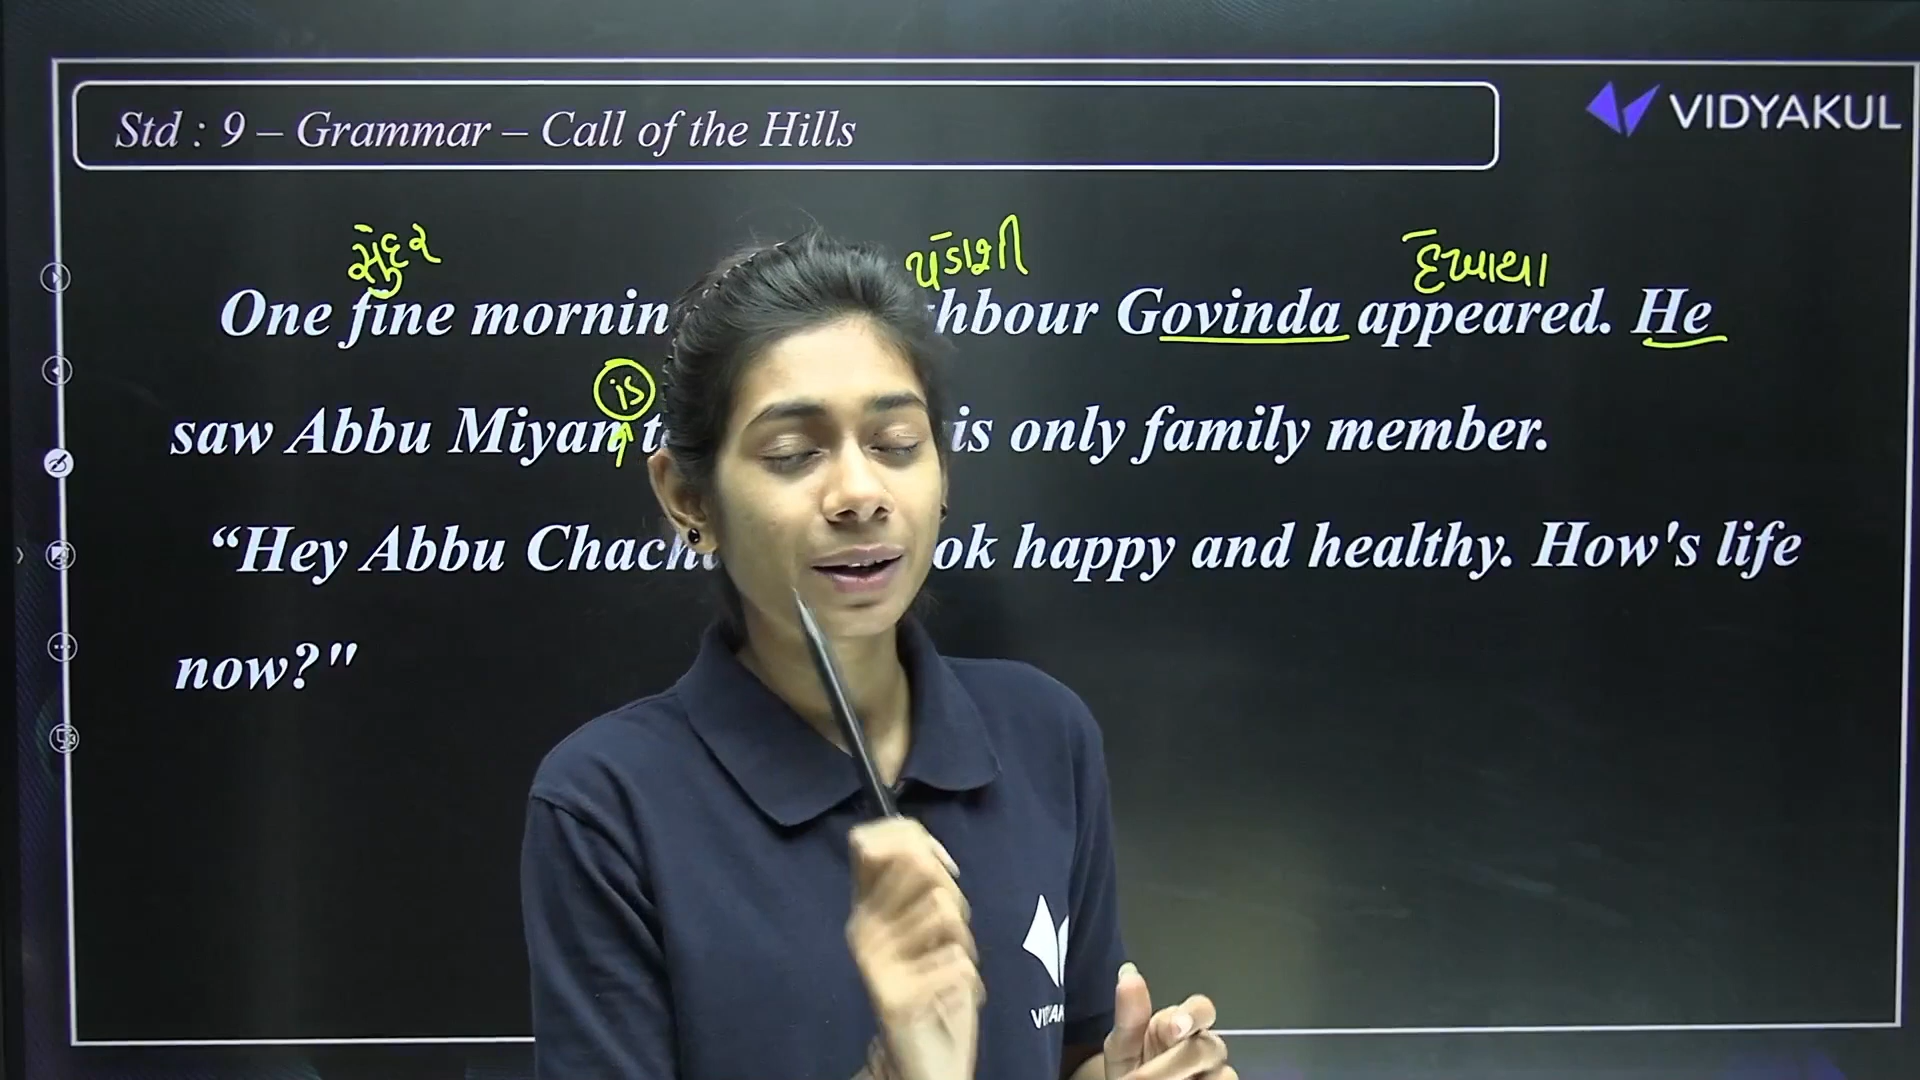 Std : 9 – Grammar – Call of the Hills
VIDYAKUL
સુંદર પડોશી દેખાયા
One fine mornin hbour Govinda appeared. He
is
saw Abbu Miyan t is only family member.
“Hey Abbu Chach ok happy and healthy. How's life
now?"